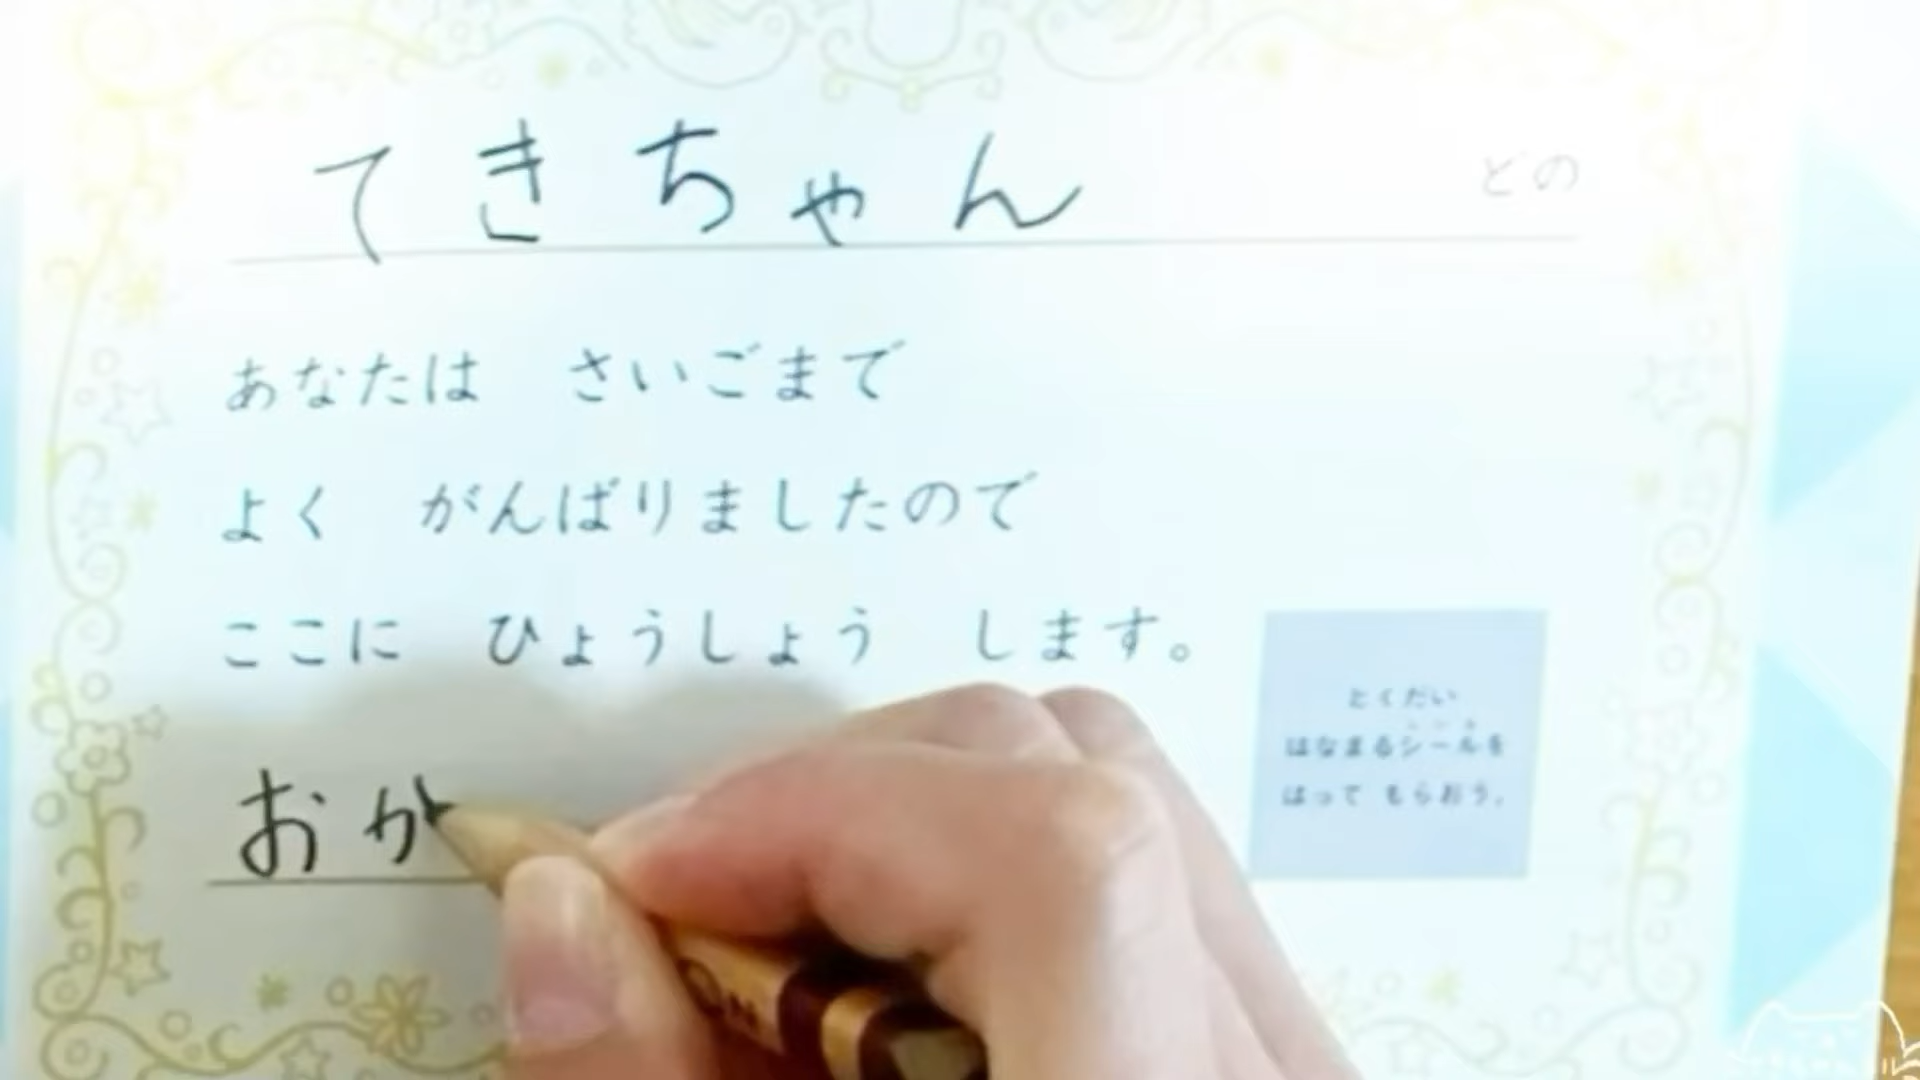 てきちゃん どの
あなたは さいごまで
よく がんばりましたので
ここに ひょうしょう します。
とくだい
はなまるシールを
はって もらおう。
おか